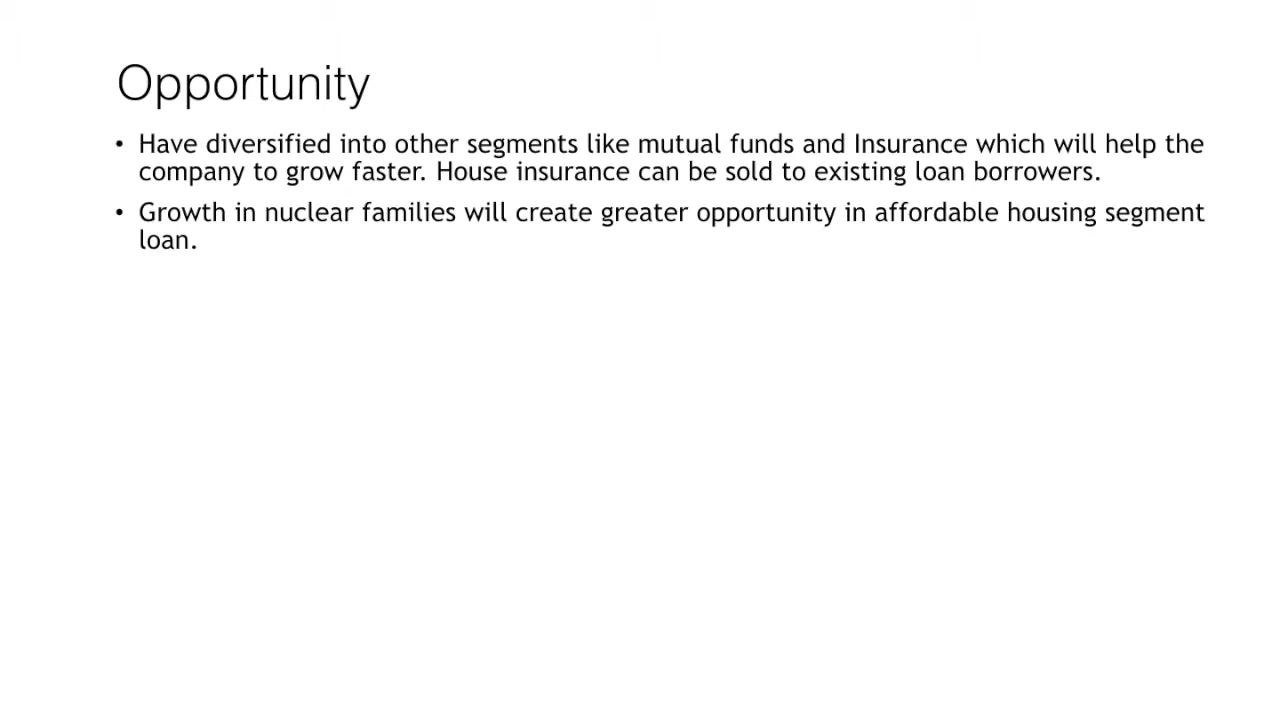 Opportunity
• Have diversified into other segments like mutual funds and Insurance which will help the
company to grow faster. House insurance can be sold to existing loan borrowers.
• Growth in nuclear families will create greater opportunity in affordable housing segment
loan.